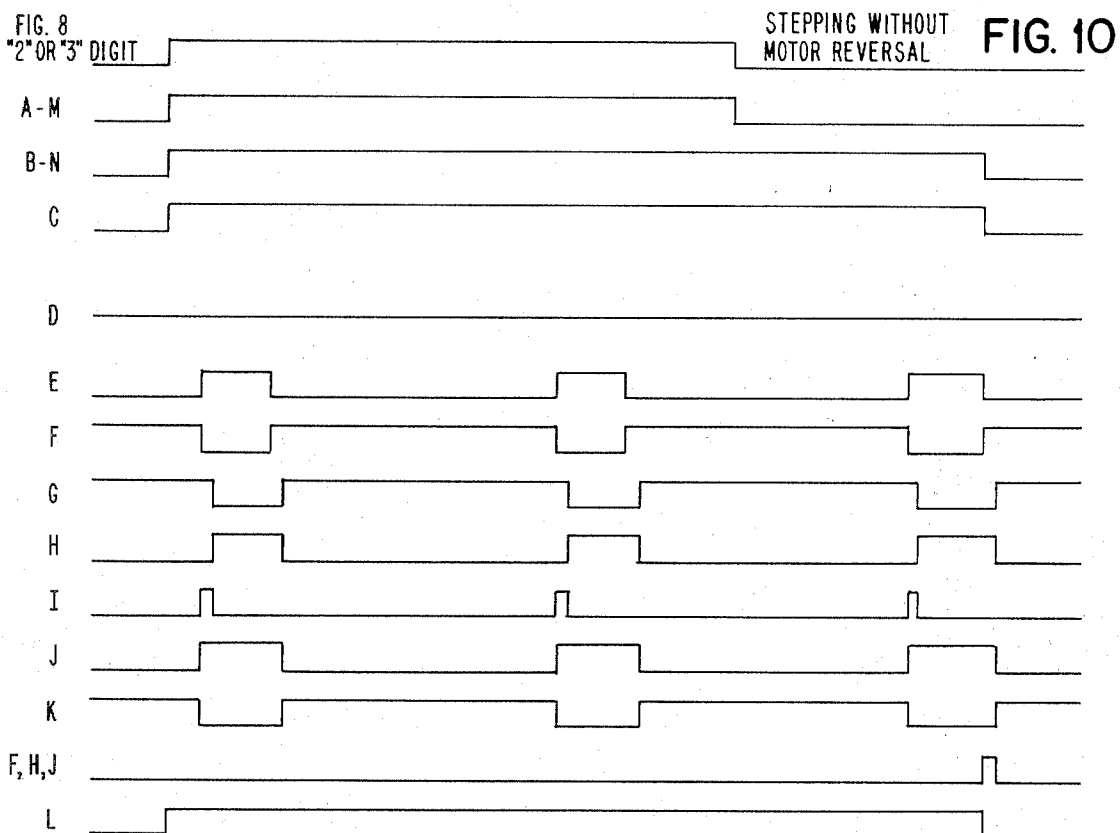 FIG. 8
"2" OR "3" DIGIT
STEPPING WITHOUT
MOTOR REVERSAL
FIG. 10
A-M
B-N
C
D
E
F
G
H
I
J
K
F, H, J
L